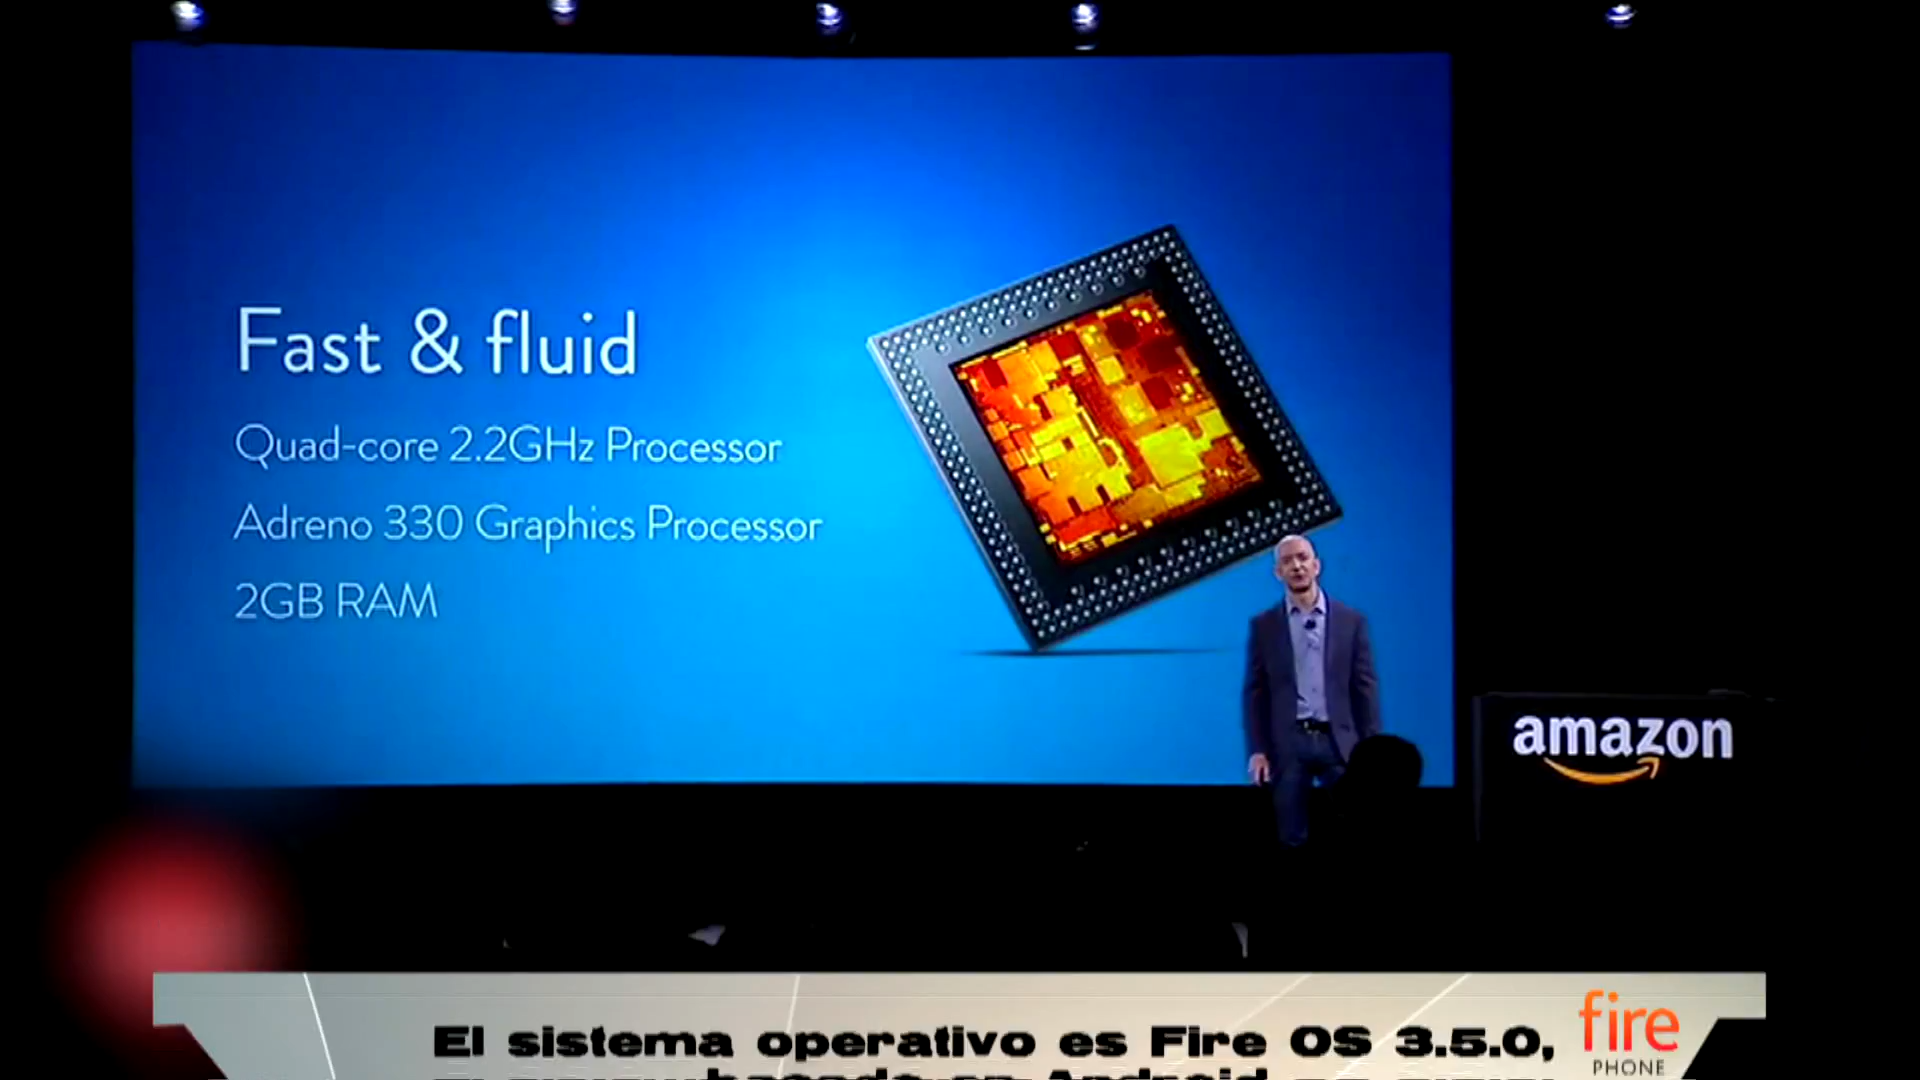 Fast & fluid
Quad-core 2.2GHz Processor
Adreno 330 Graphics Processor
2GB RAM
amazon
El sistema operativo es Fire OS 3.5.0,
fire
PHONE